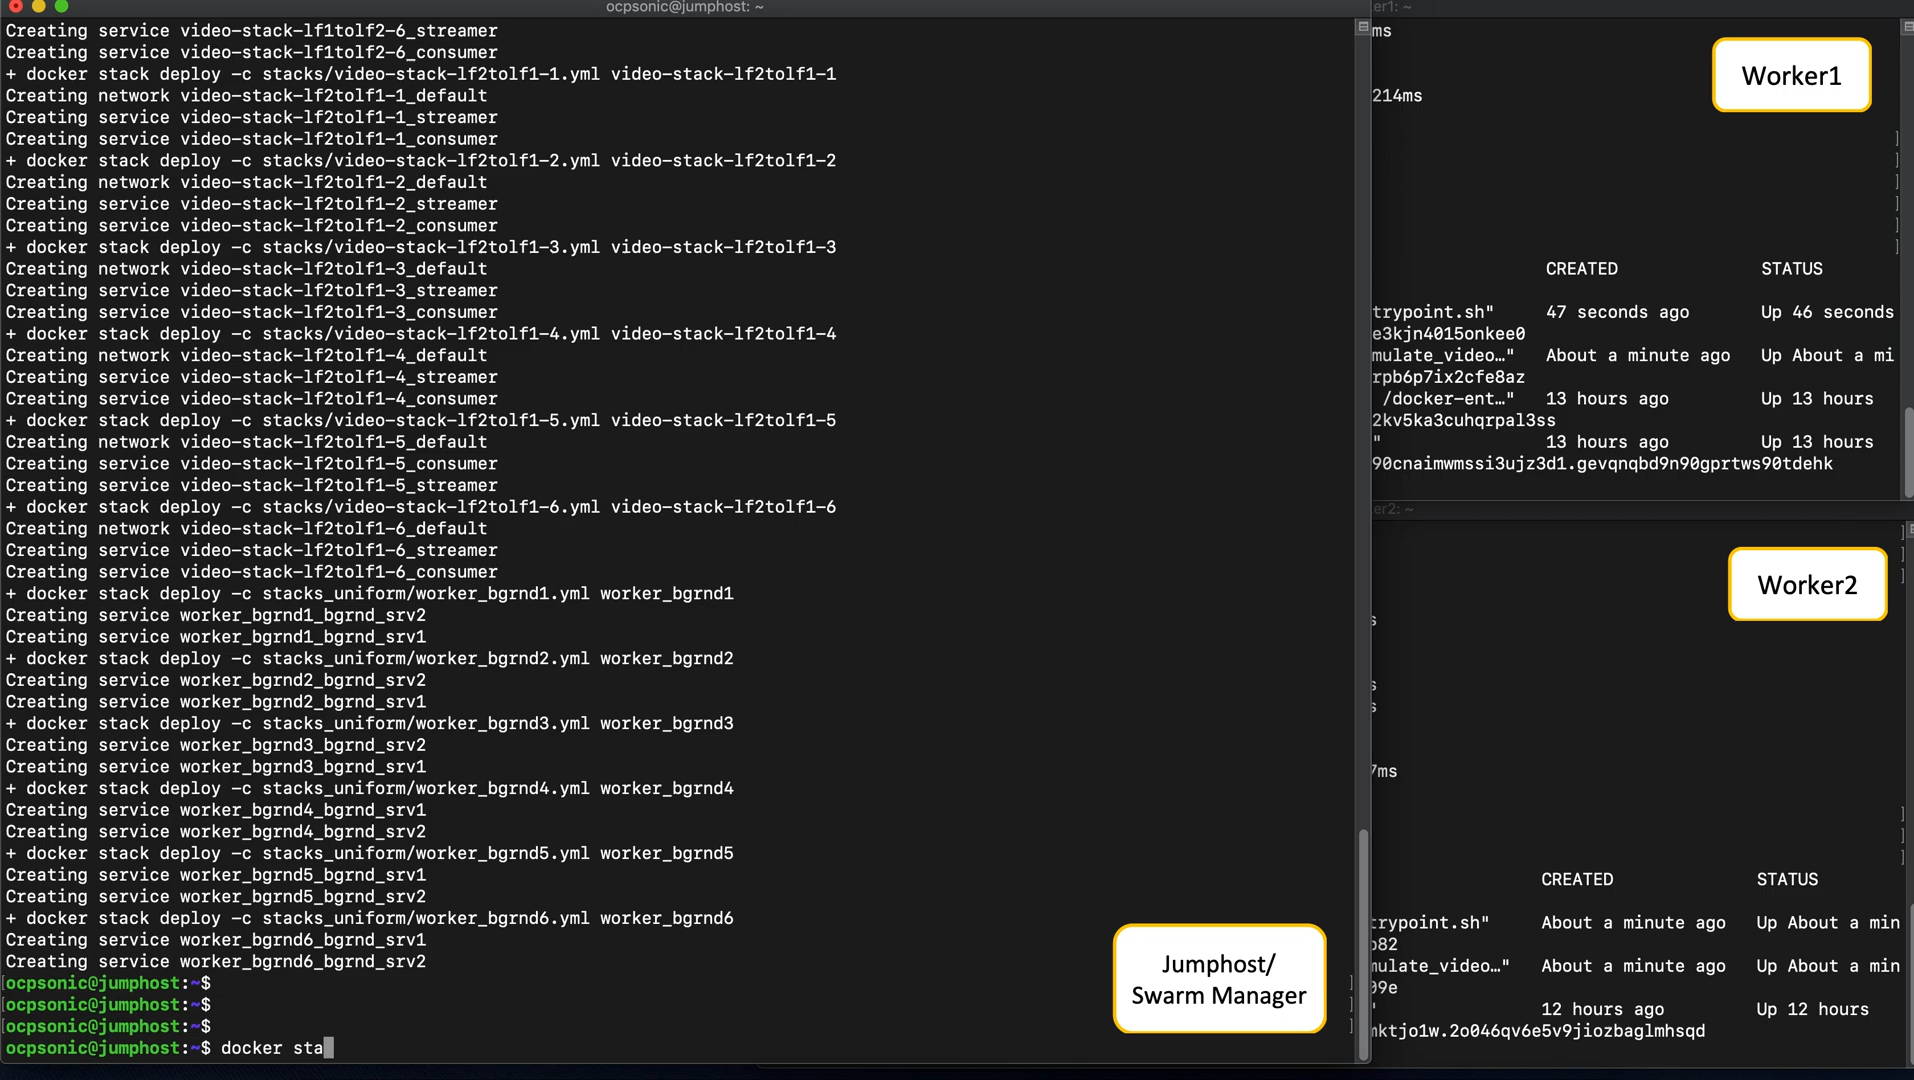 ocpsonic@jumphost: ~
Creating service video-stack-lf1tolf2-6_streamer
Creating service video-stack-lf1tolf2-6_consumer
+ docker stack deploy -c stacks/video-stack-lf2tolf1-1.yml video-stack-lf2tolf1-1
Creating network video-stack-lf2tolf1-1_default
Creating service video-stack-lf2tolf1-1_streamer
Creating service video-stack-lf2tolf1-1_consumer
+ docker stack deploy -c stacks/video-stack-lf2tolf1-2.yml video-stack-lf2tolf1-2
Creating network video-stack-lf2tolf1-2_default
Creating service video-stack-lf2tolf1-2_streamer
Creating service video-stack-lf2tolf1-2_consumer
+ docker stack deploy -c stacks/video-stack-lf2tolf1-3.yml video-stack-lf2tolf1-3
Creating network video-stack-lf2tolf1-3_default
Creating service video-stack-lf2tolf1-3_streamer
Creating service video-stack-lf2tolf1-3_consumer
+ docker stack deploy -c stacks/video-stack-lf2tolf1-4.yml video-stack-lf2tolf1-4
Creating network video-stack-lf2tolf1-4_default
Creating service video-stack-lf2tolf1-4_streamer
Creating service video-stack-lf2tolf1-4_consumer
+ docker stack deploy -c stacks/video-stack-lf2tolf1-5.yml video-stack-lf2tolf1-5
Creating network video-stack-lf2tolf1-5_default
Creating service video-stack-lf2tolf1-5_consumer
Creating service video-stack-lf2tolf1-5_streamer
+ docker stack deploy -c stacks/video-stack-lf2tolf1-6.yml video-stack-lf2tolf1-6
Creating network video-stack-lf2tolf1-6_default
Creating service video-stack-lf2tolf1-6_streamer
Creating service video-stack-lf2tolf1-6_consumer
+ docker stack deploy -c stacks_uniform/worker_bgrnd1.yml worker_bgrnd1
Creating service worker_bgrnd1_bgrnd_srv2
Creating service worker_bgrnd1_bgrnd_srv1
+ docker stack deploy -c stacks_uniform/worker_bgrnd2.yml worker_bgrnd2
Creating service worker_bgrnd2_bgrnd_srv2
Creating service worker_bgrnd2_bgrnd_srv1
+ docker stack deploy -c stacks_uniform/worker_bgrnd3.yml worker_bgrnd3
Creating service worker_bgrnd3_bgrnd_srv2
Creating service worker_bgrnd3_bgrnd_srv1
+ docker stack deploy -c stacks_uniform/worker_bgrnd4.yml worker_bgrnd4
Creating service worker_bgrnd4_bgrnd_srv1
Creating service worker_bgrnd4_bgrnd_srv2
+ docker stack deploy -c stacks_uniform/worker_bgrnd5.yml worker_bgrnd5
Creating service worker_bgrnd5_bgrnd_srv1
Creating service worker_bgrnd5_bgrnd_srv2
+ docker stack deploy -c stacks_uniform/worker_bgrnd6.yml worker_bgrnd6
Creating service worker_bgrnd6_bgrnd_srv1
Creating service worker_bgrnd6_bgrnd_srv2
[ocpsonic@jumphost:~$ ]
[ocpsonic@jumphost:~$ ]
[ocpsonic@jumphost:~$ ]
ocpsonic@jumphost:~$ docker sta
Jumphost/
Swarm Manager
er1: ~
ms
Worker1
214ms
]
]
]
]
]
]
CREATED STATUS
trypoint.sh" 47 seconds ago Up 46 seconds
e3kjn4015onkee0
mulate_video…" About a minute ago Up About a mi
rpb6p7ix2cfe8az
/docker-ent…" 13 hours ago Up 13 hours
2kv5ka3cuhqrpal3ss
" 13 hours ago Up 13 hours
90cnaimwmssi3ujz3d1.gevqnqbd9n90gprtws90tdehk
er2: ~
]
]
]
Worker2
s
s
s
7ms
]
]
]
CREATED STATUS
trypoint.sh" About a minute ago Up About a min
b82
mulate_video…" About a minute ago Up About a min
09e
" 12 hours ago Up 12 hours
nktjo1w.2o046qv6e5v9jiozbaglmhsqd